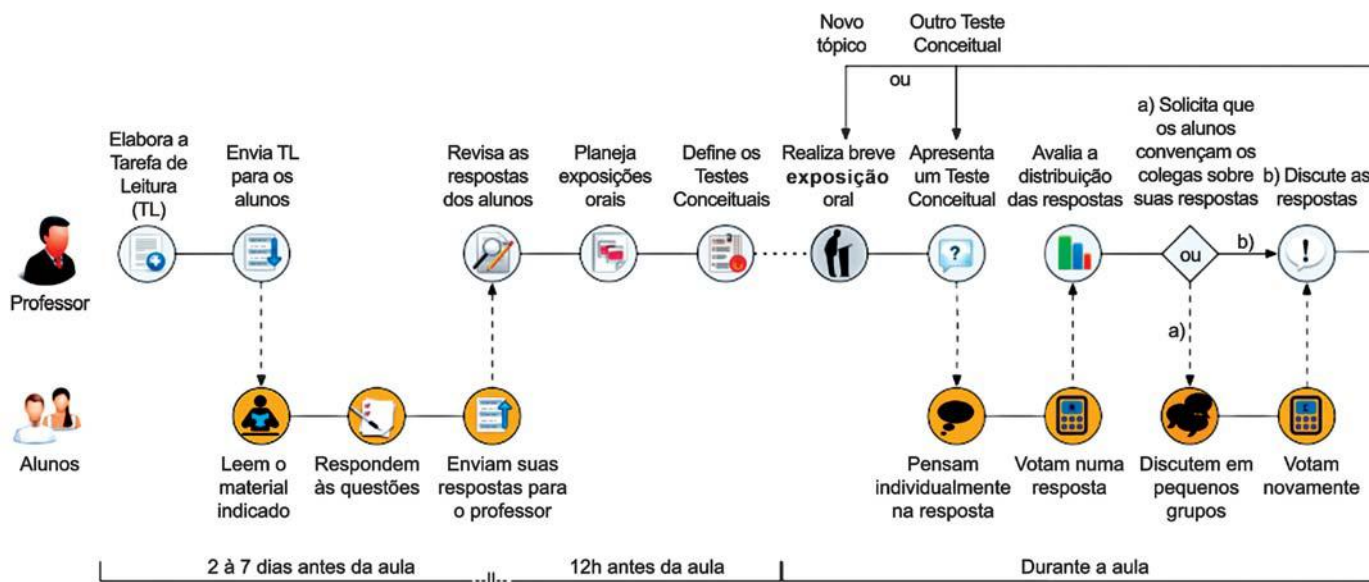 Novo
tópico
Outro Teste
Conceitual
ou
Elabora a
Tarefa de
Leitura
(TL)
Envia TL
para os
alunos
Revisa as
respostas
dos alunos
Planeja
exposições
orais
Define os
Testes
Conceituais
Realiza breve
exposição
oral
Apresenta
um Teste
Conceitual
Avalia a
distribuição
das respostas
a) Solicita que
os alunos
convençam os
colegas sobre
suas respostas
b) Discute as
respostas
Professor
?
ou
b)
!
a)
Alunos
Leem o
material
indicado
Respondem
às questões
Enviam suas
respostas para
o professor
Pensam
individualmente
na resposta
Votam numa
resposta
Discutem em
pequenos
grupos
Votam
novamente
2 à 7 dias antes da aula
12h antes da aula
Durante a aula